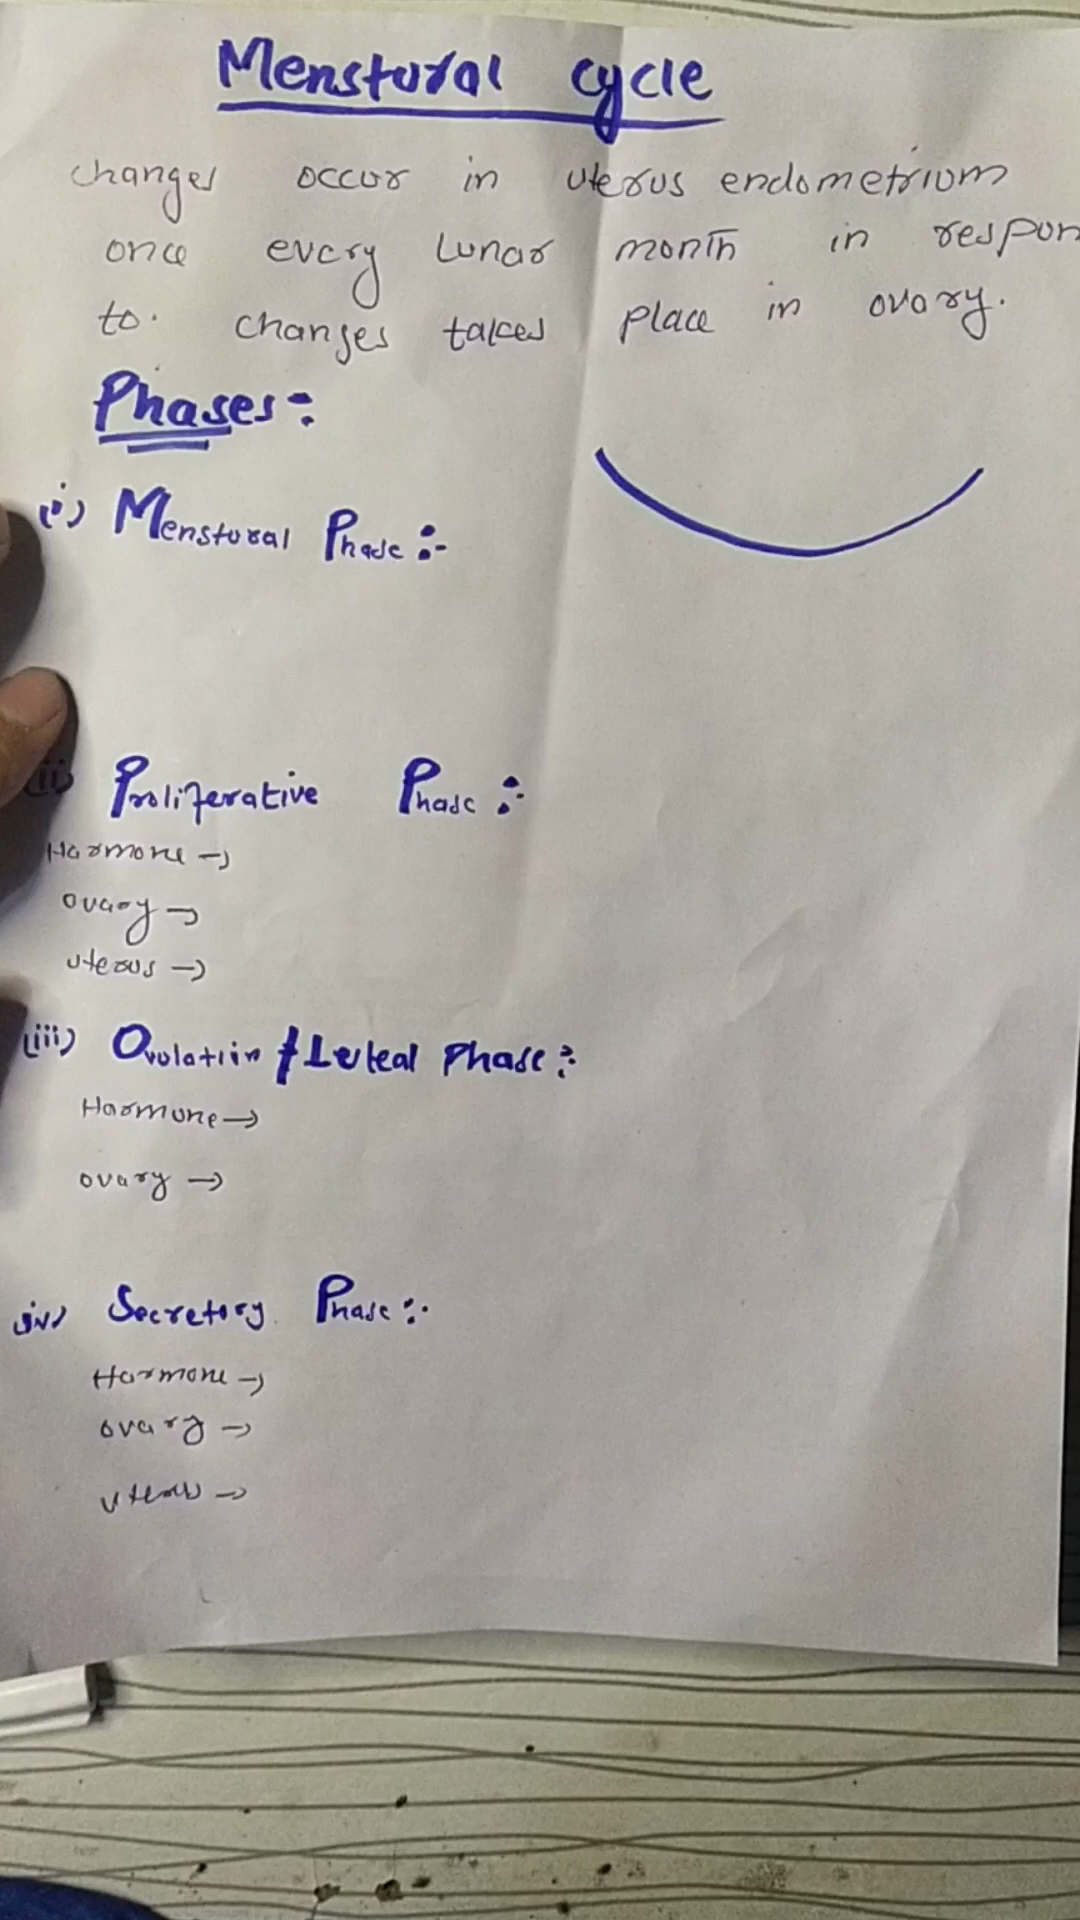 Menstural cycle
changes occur in uterus endometrium
once every Lunar month in respon
to. changes takes place in ovary.
Phases:-
(i) Menstural Phase :-
(ii) Proliferative Phase :-
Harmone →
ovary →
uterus →
(iii) Ovulatiin / Luteal Phase :-
Harmone →
ovary →
(iv) Secretory Phase :-
Harmone →
ovary →
uterus →